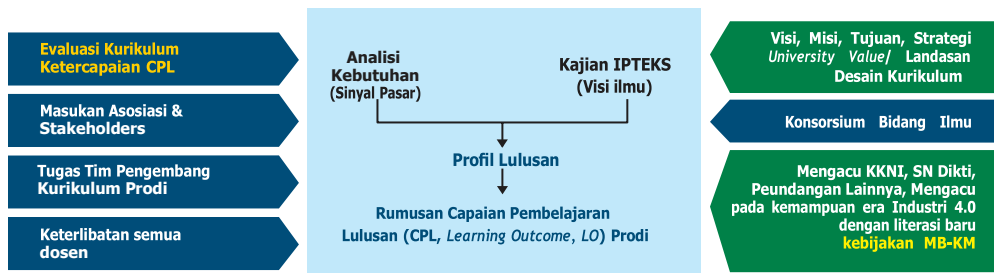 Evaluasi Kurikulum
Ketercapaian CPL
Masukan Asosiasi &
Stakeholders
Tugas Tim Pengembang
Kurikulum Prodi
Keterlibatan semua
dosen
Analisi
Kebutuhan
(Sinyal Pasar)
Kajian IPTEKS
(Visi ilmu)
Profil Lulusan
Rumusan Capaian Pembelajaran
Lulusan (CPL, Learning Outcome, LO) Prodi
Visi, Misi, Tujuan, Strategi
University Value/ Landasan
Desain Kurikulum
Konsorsium Bidang Ilmu
Mengacu KKNI, SN Dikti,
Peundangan Lainnya, Mengacu
pada kemampuan era Industri 4.0
dengan literasi baru
kebijakan MB-KM